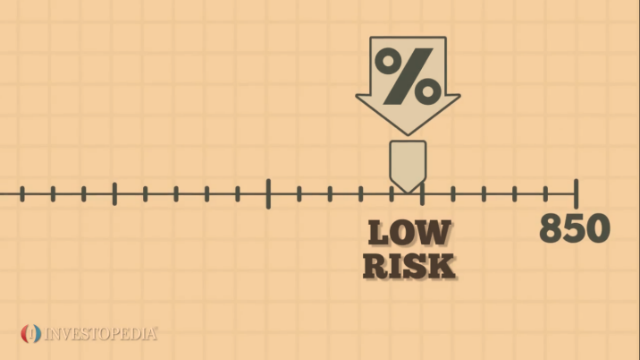 %
LOW
RISK
850
INVESTOPEDIA